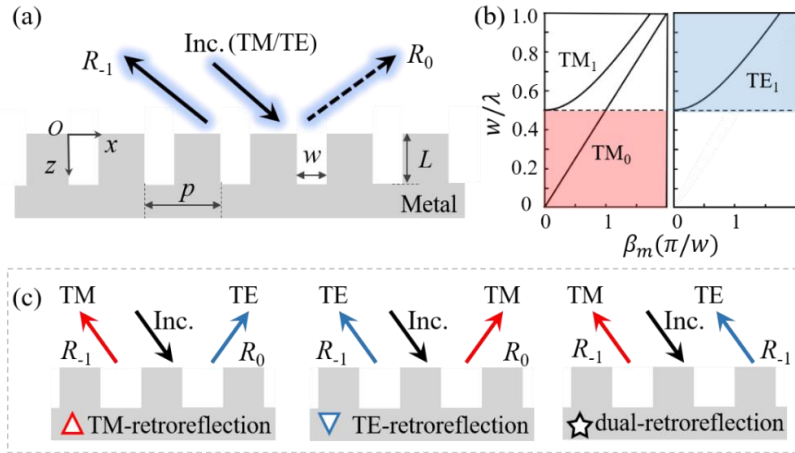 (a)
Inc. (TM/TE)
R-1
R0
O
x
z
w
L
p
Metal
(b)
w/λ
1.0
0.8
0.6
0.4
0.2
0
TM1
TM0
TE1
0
1
0
1
βm(π/w)
(c)
TM
TE
Inc.
R-1
R0
TM-retroreflection
TE
TM
Inc.
R-1
R0
TE-retroreflection
TM
TE
Inc.
R-1
R-1
dual-retroreflection